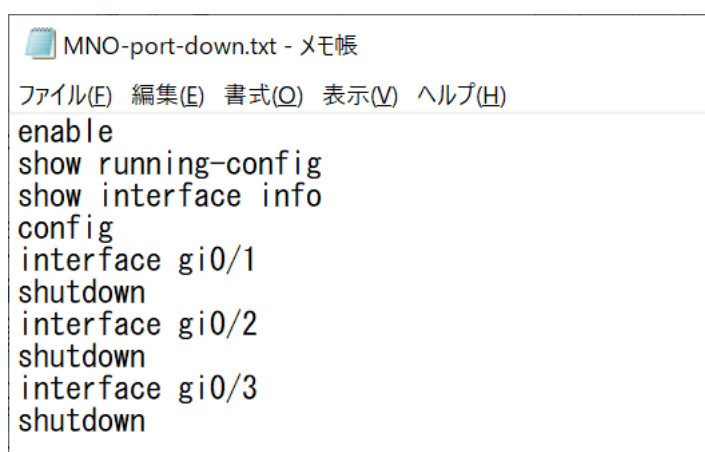 MNO-port-down.txt - メモ帳
ファイル(F) 編集(E) 書式(O) 表示(V) ヘルプ(H)
enable
show running-config
show interface info
config
interface gi0/1
shutdown
interface gi0/2
shutdown
interface gi0/3
shutdown